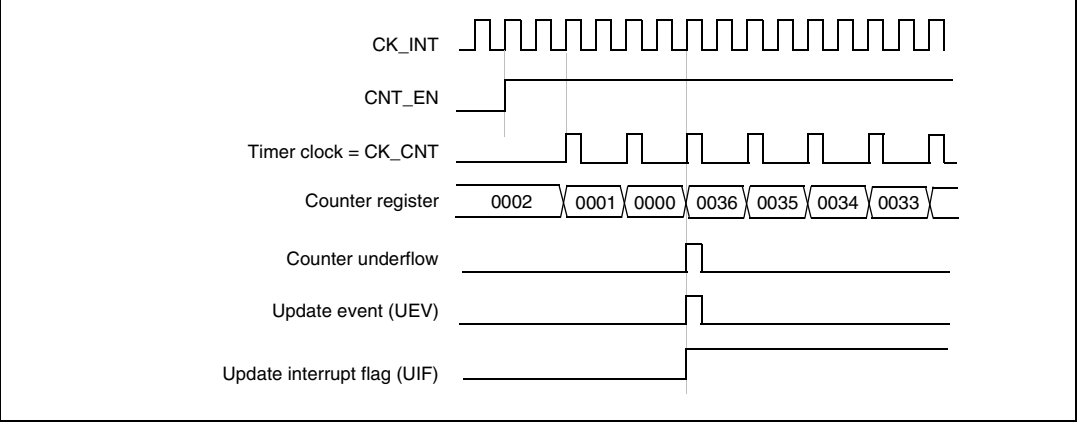 CK_INT
CNT_EN
Timer clock = CK_CNT
Counter register 0002 0001 0000 0036 0035 0034 0033
Counter underflow
Update event (UEV)
Update interrupt flag (UIF)